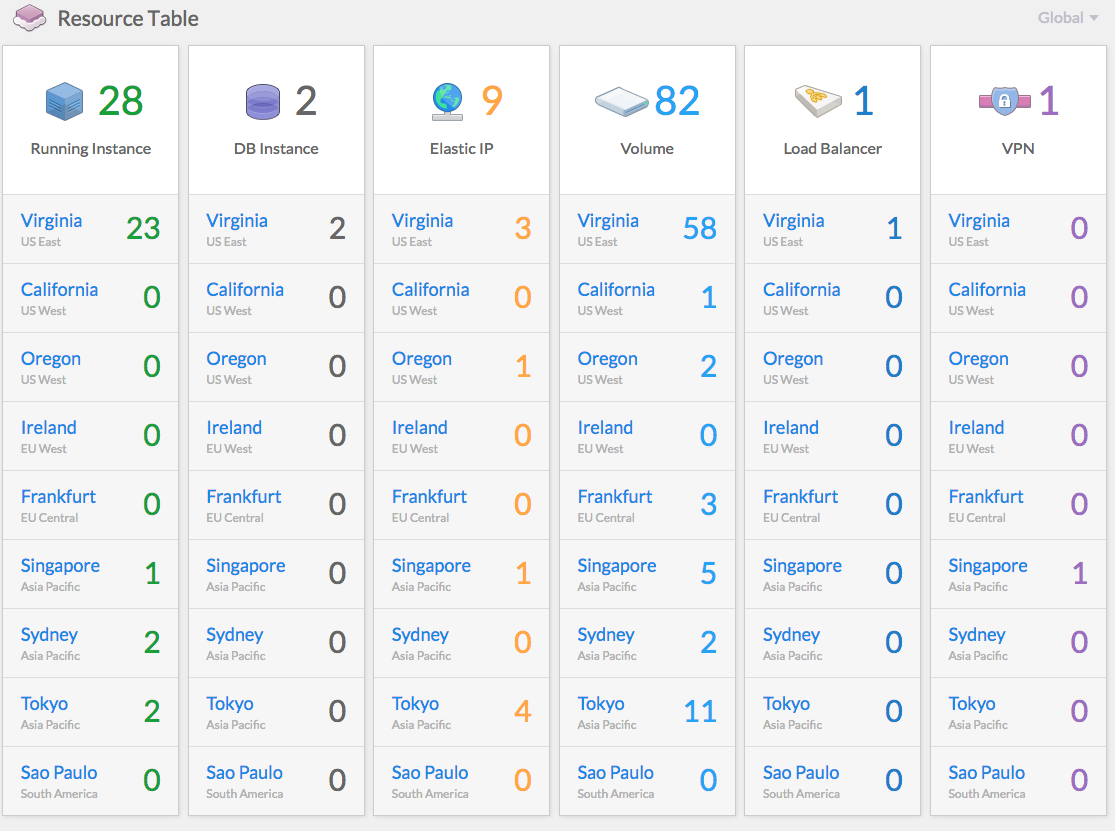 Resource Table
Global
28
Running Instance
Virginia
US East
23
California
US West
0
Oregon
US West
0
Ireland
EU West
0
Frankfurt
EU Central
0
Singapore
Asia Pacific
1
Sydney
Asia Pacific
2
Tokyo
Asia Pacific
2
Sao Paulo
South America
0
2
DB Instance
Virginia
US East
2
California
US West
0
Oregon
US West
0
Ireland
EU West
0
Frankfurt
EU Central
0
Singapore
Asia Pacific
0
Sydney
Asia Pacific
0
Tokyo
Asia Pacific
0
Sao Paulo
South America
0
9
Elastic IP
Virginia
US East
3
California
US West
0
Oregon
US West
1
Ireland
EU West
0
Frankfurt
EU Central
0
Singapore
Asia Pacific
1
Sydney
Asia Pacific
0
Tokyo
Asia Pacific
4
Sao Paulo
South America
0
82
Volume
Virginia
US East
58
California
US West
1
Oregon
US West
2
Ireland
EU West
0
Frankfurt
EU Central
3
Singapore
Asia Pacific
5
Sydney
Asia Pacific
2
Tokyo
Asia Pacific
11
Sao Paulo
South America
0
1
Load Balancer
Virginia
US East
1
California
US West
0
Oregon
US West
0
Ireland
EU West
0
Frankfurt
EU Central
0
Singapore
Asia Pacific
0
Sydney
Asia Pacific
0
Tokyo
Asia Pacific
0
Sao Paulo
South America
0
1
VPN
Virginia
US East
0
California
US West
0
Oregon
US West
0
Ireland
EU West
0
Frankfurt
EU Central
0
Singapore
Asia Pacific
1
Sydney
Asia Pacific
0
Tokyo
Asia Pacific
0
Sao Paulo
South America
0